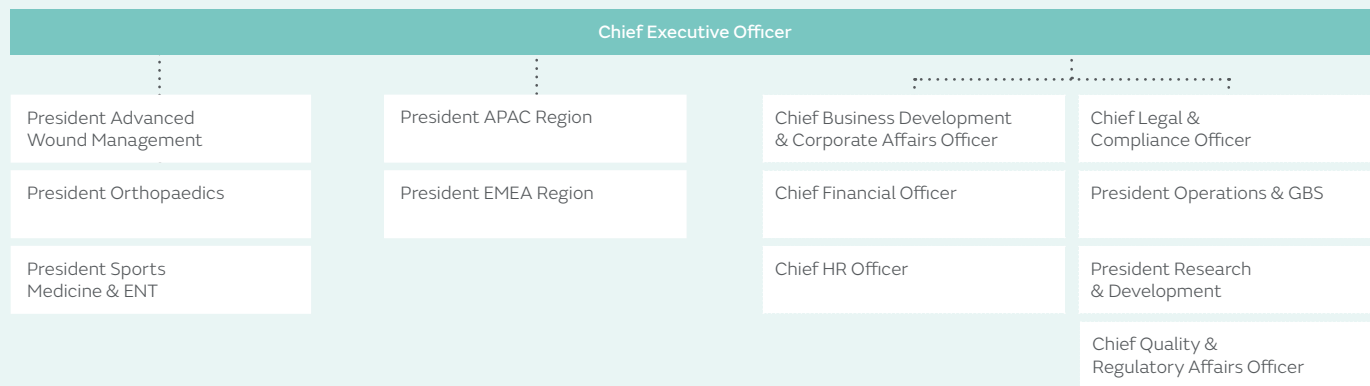 Chief Executive Officer
President Advanced
Wound Management
President Orthopaedics
President Sports
Medicine & ENT
President APAC Region
President EMEA Region
Chief Business Development
& Corporate Affairs Officer
Chief Financial Officer
Chief HR Officer
Chief Legal &
Compliance Officer
President Operations & GBS
President Research
& Development
Chief Quality &
Regulatory Affairs Officer